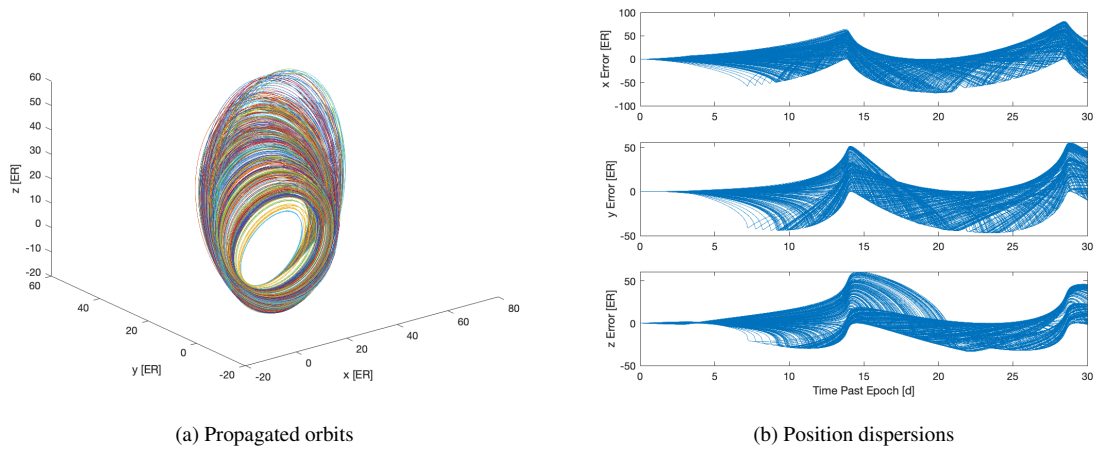 60
50
40
30
20
10
0
-10
-20
z [ER]
60
40
20
0
-20
y [ER]
-20
0
20
40
60
80
x [ER]
(a) Propagated orbits
100
50
0
-50
-100
x Error [ER]
0 5 10 15 20 25 30
50
0
-50
y Error [ER]
0 5 10 15 20 25 30
50
0
-50
z Error [ER]
0 5 10 15 20 25 30
Time Past Epoch [d]
(b) Position dispersions